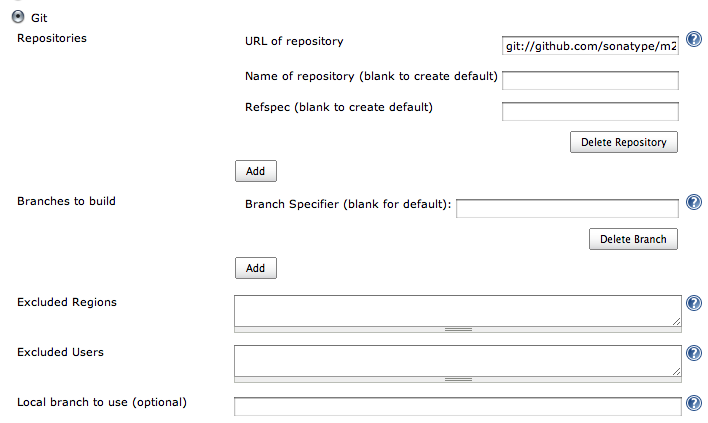 Git
Repositories
URL of repository
git://github.com/sonatype/m2
Name of repository (blank to create default)
Refspec (blank to create default)
Delete Repository
Add
Branches to build
Branch Specifier (blank for default):
Delete Branch
Add
Excluded Regions
Excluded Users
Local branch to use (optional)